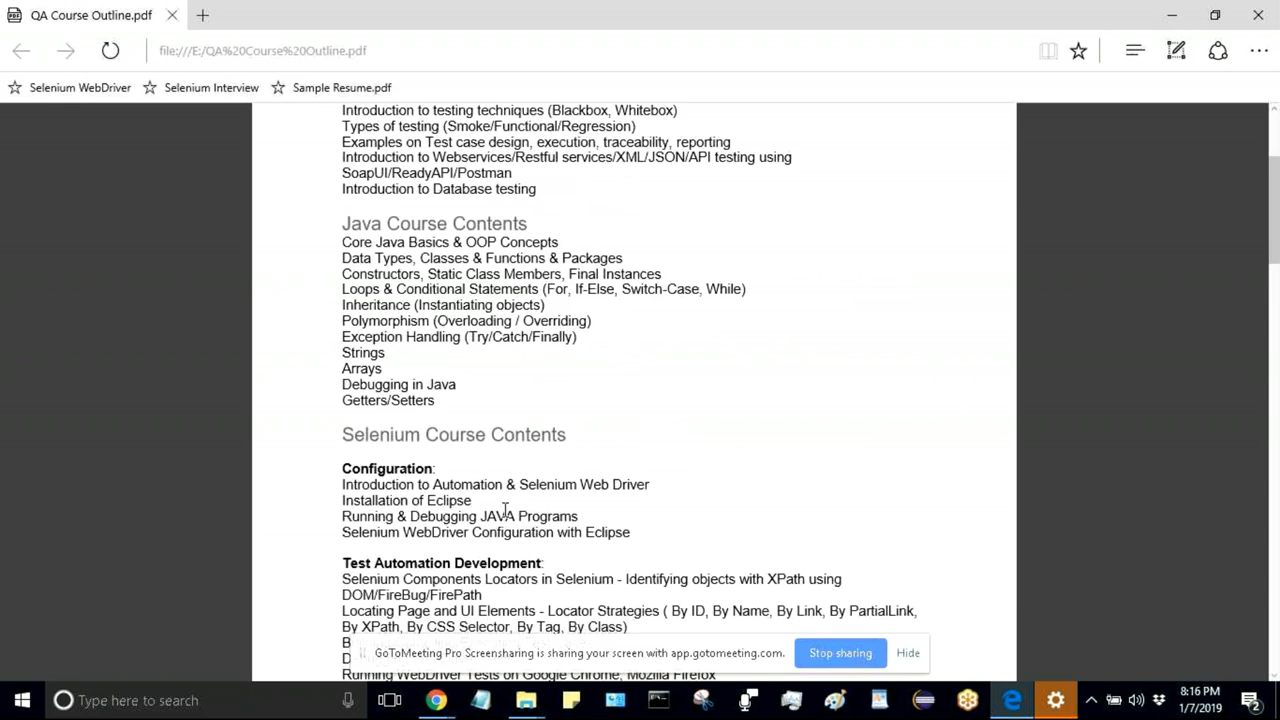 QA Course Outline.pdf
file:///E:/QA%20Course%20Outline.pdf
Selenium WebDriver
Selenium Interview
Sample Resume.pdf
Introduction to testing techniques (Blackbox, Whitebox)
Types of testing (Smoke/Functional/Regression)
Examples on Test case design, execution, traceability, reporting
Introduction to Webservices/Restful services/XML/JSON/API testing using
SoapUI/ReadyAPI/Postman
Introduction to Database testing
Java Course Contents
Core Java Basics & OOP Concepts
Data Types, Classes & Functions & Packages
Constructors, Static Class Members, Final Instances
Loops & Conditional Statements (For, If-Else, Switch-Case, While)
Inheritance (Instantiating objects)
Polymorphism (Overloading / Overriding)
Exception Handling (Try/Catch/Finally)
Strings
Arrays
Debugging in Java
Getters/Setters
Selenium Course Contents
Configuration:
Introduction to Automation & Selenium Web Driver
Installation of Eclipse
Running & Debugging JAVA Programs
Selenium WebDriver Configuration with Eclipse
Test Automation Development:
Selenium Components Locators in Selenium - Identifying objects with XPath using
DOM/FireBug/FirePath
Locating Page and UI Elements - Locator Strategies ( By ID, By Name, By Link, By PartialLink,
By XPath, By CSS Selector, By Tag, By Class)
GoToMeeting Pro Screensharing is sharing your screen with app.gotomeeting.com.
Stop sharing
Hide
Running WebDriver Tests on Google Chrome, Mozilla Firefox
Type here to search
8:16 PM
1/7/2019